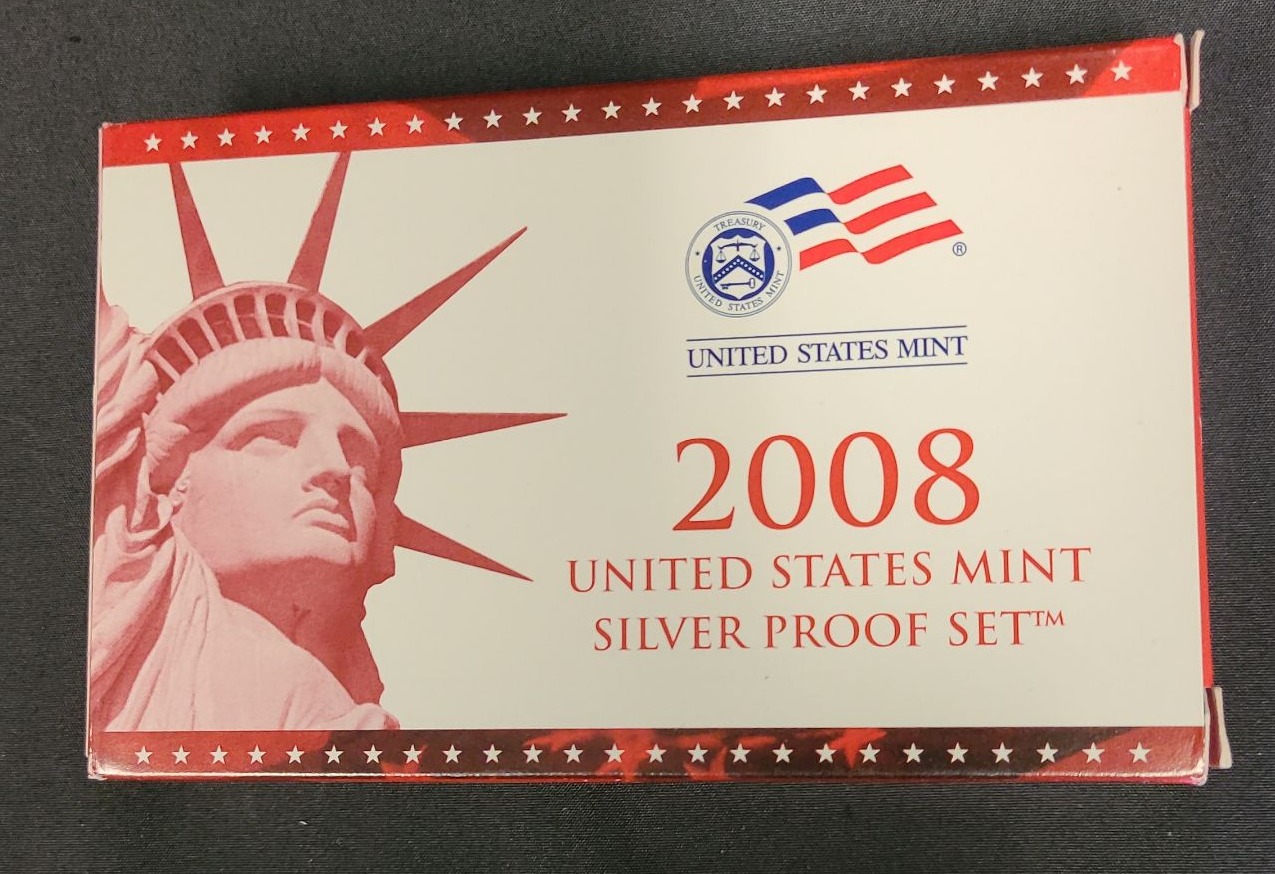 TREASURY
UNITED STATES MINT
®
UNITED STATES MINT
2008
UNITED STATES MINT
SILVER PROOF SET™